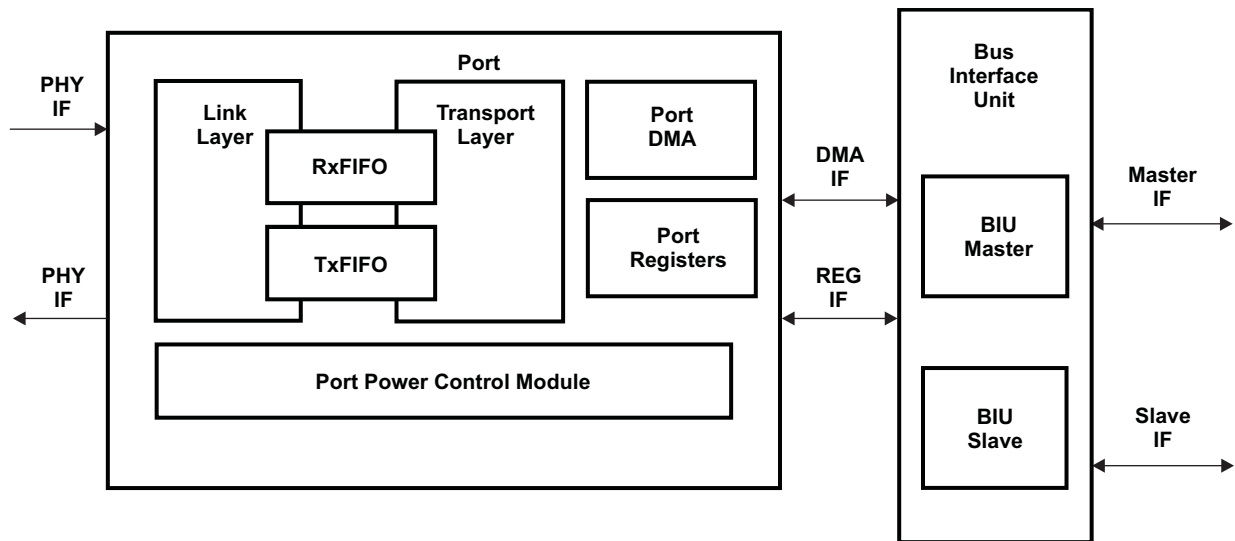 Port
PHY
IF
Link
Layer
Transport
Layer
RxFIFO
TxFIFO
Port
DMA
Port
Registers
Port Power Control Module
PHY
IF
DMA
IF
REG
IF
Bus
Interface
Unit
BIU
Master
BIU
Slave
Master
IF
Slave
IF